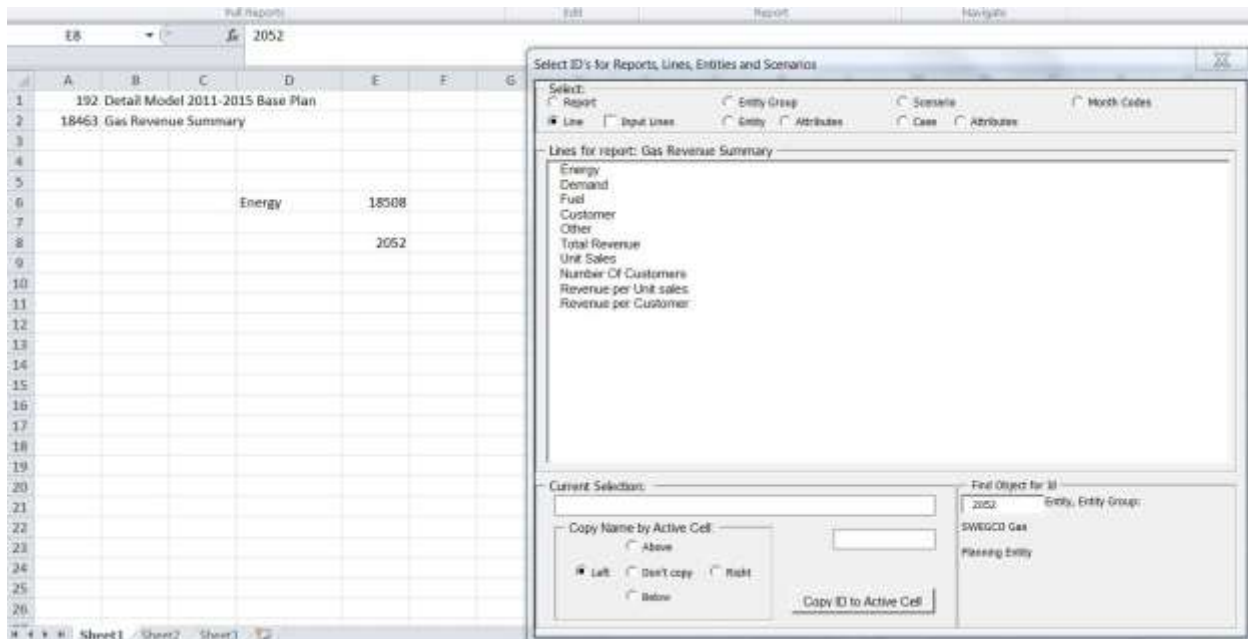 Pull Reports Edit Report Navigate
E8 fx 2052
Select ID's for Reports, Lines, Entities and Scenarios
A B C D E F G
1 192 Detail Model 2011-2015 Base Plan
2 18463 Gas Revenue Summary
3
4
5
6 Energy 18508
7
8 2052
9
10
11
12
13
14
15
16
17
18
19
20
21
22
23
24
25
26
Sheet1 Sheet2 Sheet3
Select:
Report Entity Group Scenario Month Codes
Line Input Lines Entity Attributes Case Attributes
Lines for report: Gas Revenue Summary
Energy
Demand
Fuel
Customer
Other
Total Revenue
Unit Sales
Number Of Customers
Revenue per Unit sales
Revenue per Customer
Current Selection:
Copy Name by Active Cell
Above
Left Don't copy Right
Below
Copy ID to Active Cell
Find Object for Id
2052 Entity, Entity Group:
SWEGCO Gas
Planning Entity